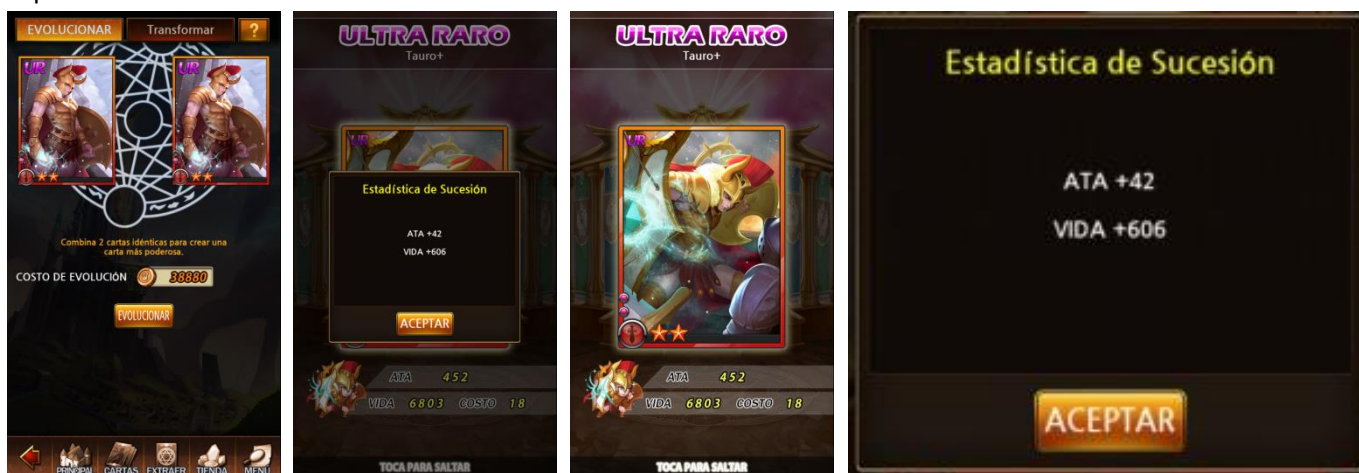 EVOLUCIONAR Transformar ?
UR UR
Combina 2 cartas idénticas para crear una
carta más poderosa.
COSTO DE EVOLUCIÓN 38880
EVOLUCIONAR
PRINCIPAL CARTAS EXTRAER TIENDA MENÚ
ULTRA RARO
Tauro+
UR
Estadística de Sucesión
ATA +42
VIDA +606
ACEPTAR
ATA 452
VIDA 6803 COSTO 18
TOCA PARA SALTAR
ULTRA RARO
Tauro+
UR
ATA 452
VIDA 6803 COSTO 18
TOCA PARA SALTAR
Estadística de Sucesión
ATA +42
VIDA +606
ACEPTAR